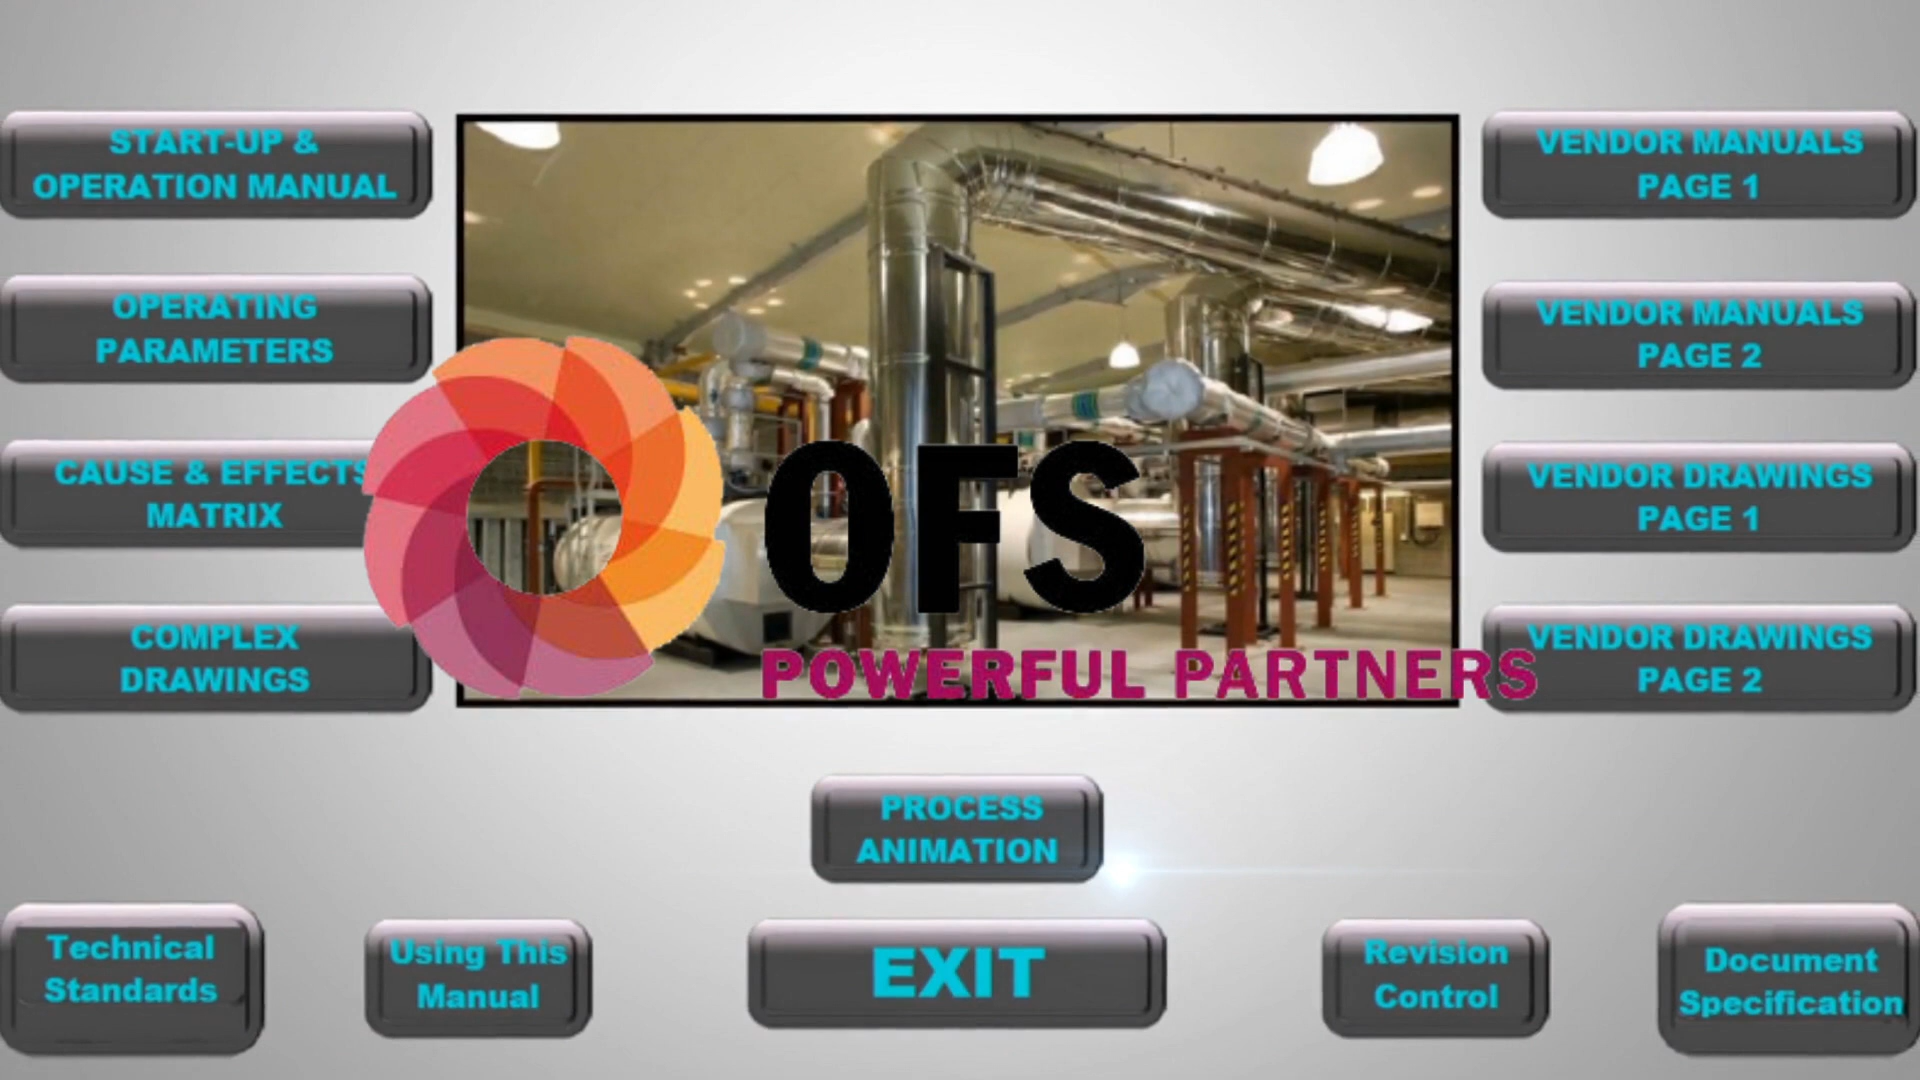 START-UP &
OPERATION MANUAL
OPERATING
PARAMETERS
CAUSE & EFFECTS
MATRIX
COMPLEX
DRAWINGS
OFS
POWERFUL PARTNERS
VENDOR MANUALS
PAGE 1
VENDOR MANUALS
PAGE 2
VENDOR DRAWINGS
PAGE 1
VENDOR DRAWINGS
PAGE 2
PROCESS
ANIMATION
Technical
Standards
Using This
Manual
EXIT
Revision
Control
Document
Specification